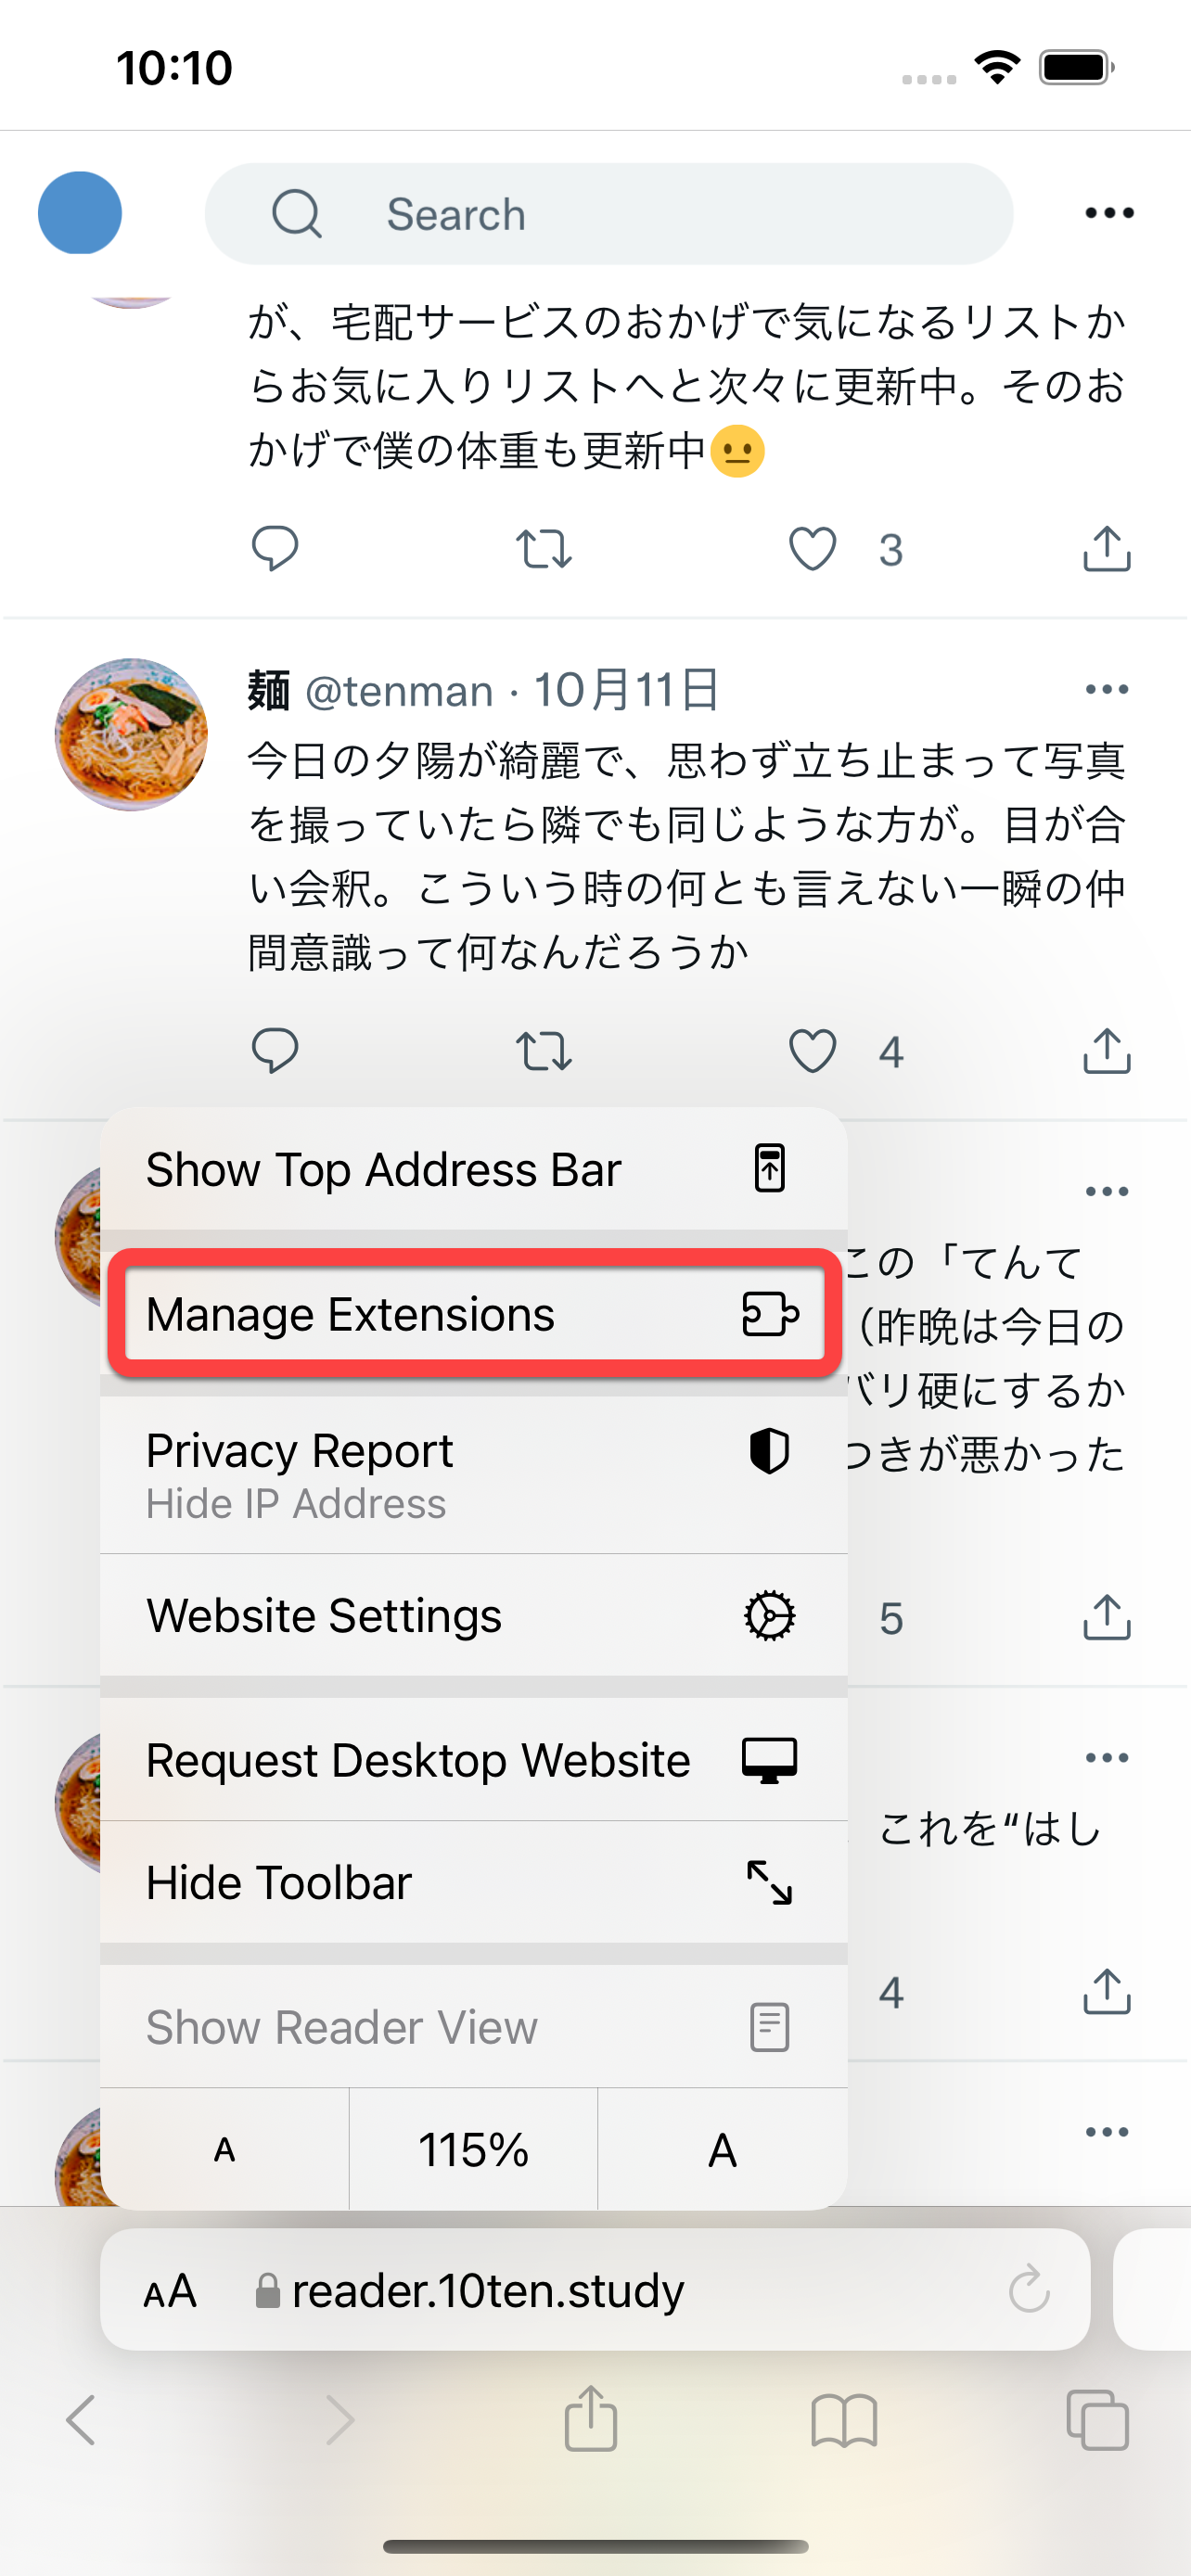 10:10
Search
が、宅配サービスのおかげで気になるリストか
らお気に入りリストへと次々に更新中。そのお
かげで僕の体重も更新中😐
3
麺 @tenman · 10月11日
今日の夕陽が綺麗で、思わず立ち止まって写真
を撮っていたら隣でも同じような方が。目が合
い会釈。こういう時の何とも言えない一瞬の仲
間意識って何なんだろうか
4
Show Top Address Bar
この「てんて
Manage Extensions
（昨晩は今日の
バリ硬にするか
Privacy Report
つきが悪かった
Hide IP Address
Website Settings
5
Request Desktop Website
これを“はし
Hide Toolbar
4
Show Reader View
A 115% A
AA reader.10ten.study